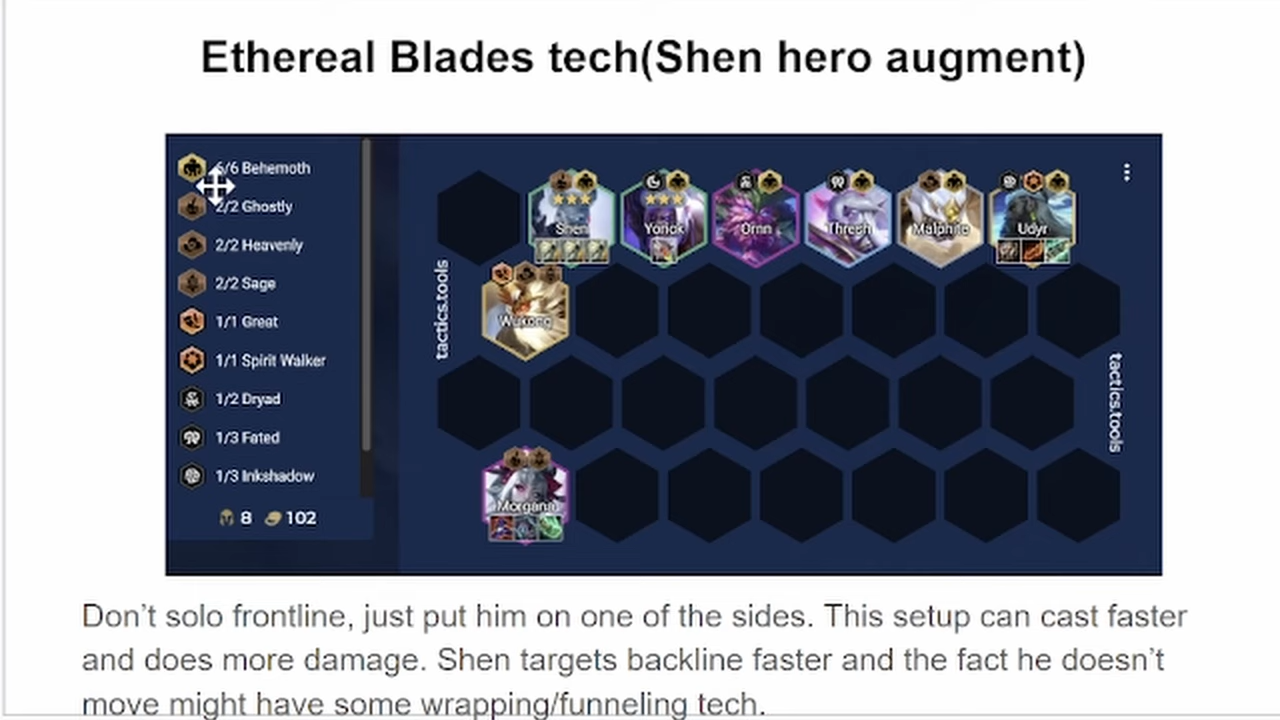 Ethereal Blades tech(Shen hero augment)
6/6 Behemoth
2/2 Ghostly
2/2 Heavenly
2/2 Sage
1/1 Great
1/1 Spirit Walker
1/2 Dryad
1/3 Fated
1/3 Inkshadow
8 102
tactics.tools
Shen Yorick Ornn Thresh Malphite Udyr
Wukong
Morgana
tactics.tools
Don’t solo frontline, just put him on one of the sides. This setup can cast faster
and does more damage. Shen targets backline faster and the fact he doesn’t
move might have some wrapping/funneling tech.